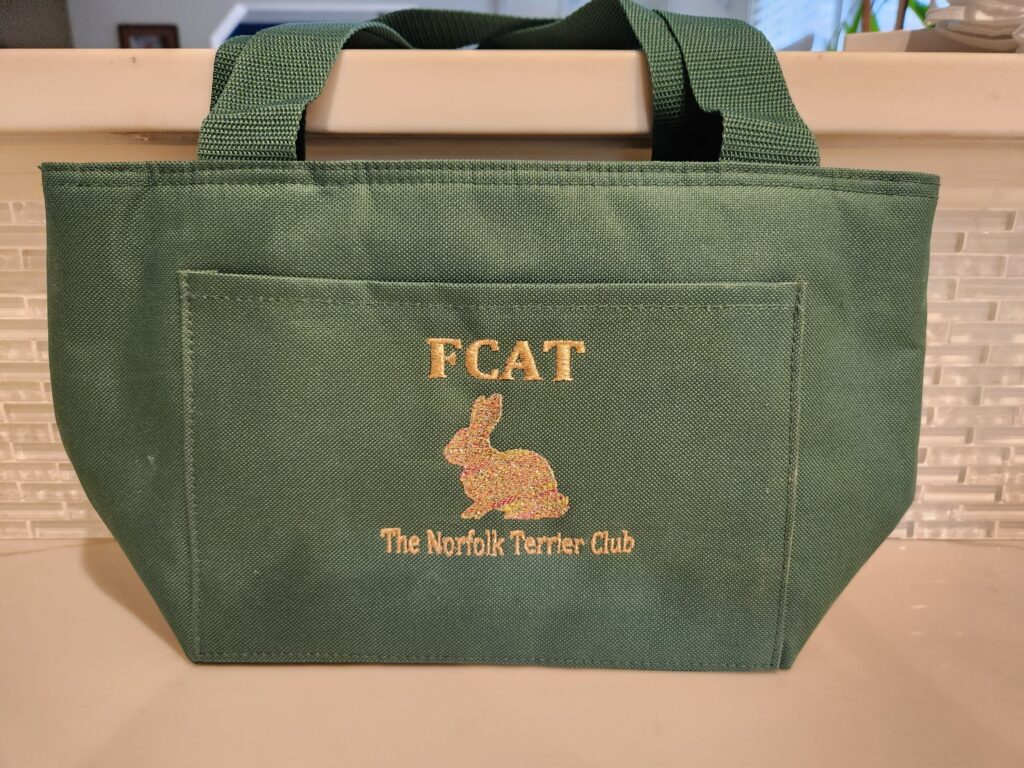 FCAT
The Norfolk Terrier Club